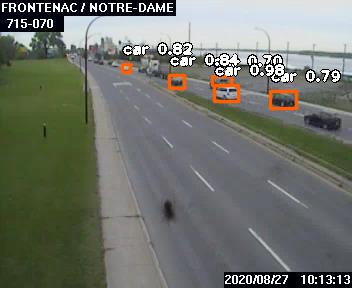 FRONTENAC / NOTRE-DAME
715-070
car 0.82
car 0.84
0.70
car 0.98
car 0.79
2020/08/27 10:13:13